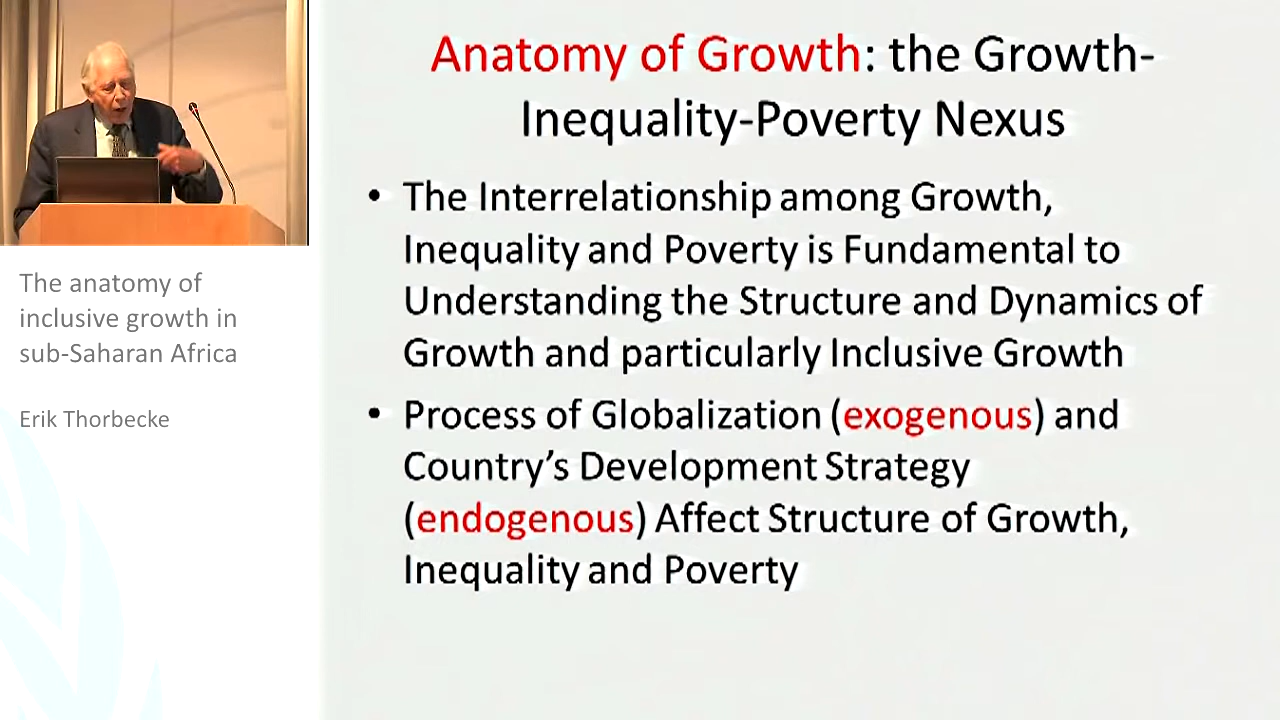 Anatomy of Growth: the Growth-
Inequality-Poverty Nexus
• The Interrelationship among Growth,
Inequality and Poverty is Fundamental to
Understanding the Structure and Dynamics of
Growth and particularly Inclusive Growth
• Process of Globalization (exogenous) and
Country’s Development Strategy
(endogenous) Affect Structure of Growth,
Inequality and Poverty
The anatomy of
inclusive growth in
sub-Saharan Africa
Erik Thorbecke